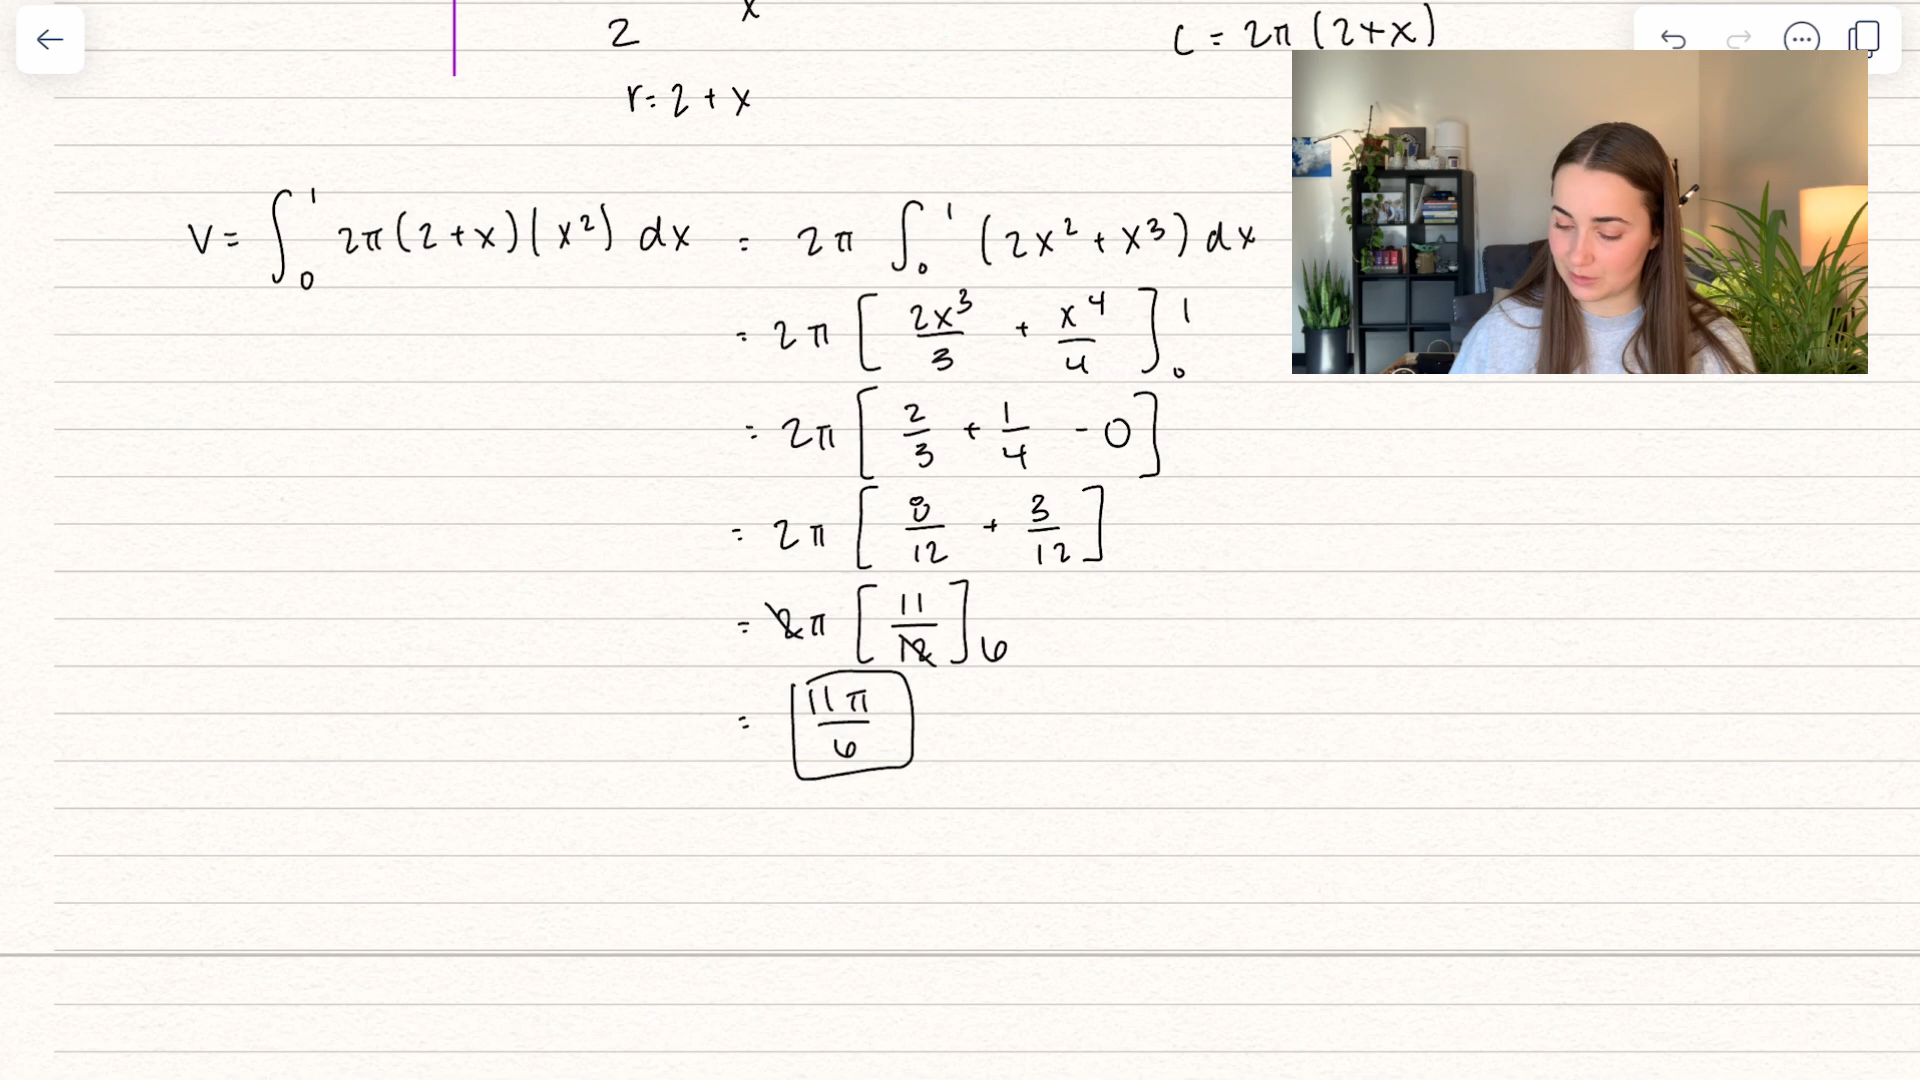 2 x
C = 2π (2+x)
r = 2 + x
V = ∫₀¹ 2π(2+x)(x²) dx = 2π ∫₀¹ (2x² + x³) dx
= 2π [ 2x³/3 + x⁴/4 ]₀¹
= 2π [ 2/3 + 1/4 - 0 ]
= 2π [ 8/12 + 3/12 ]
= 2π [ 11/12 ] 6
= 11π/6